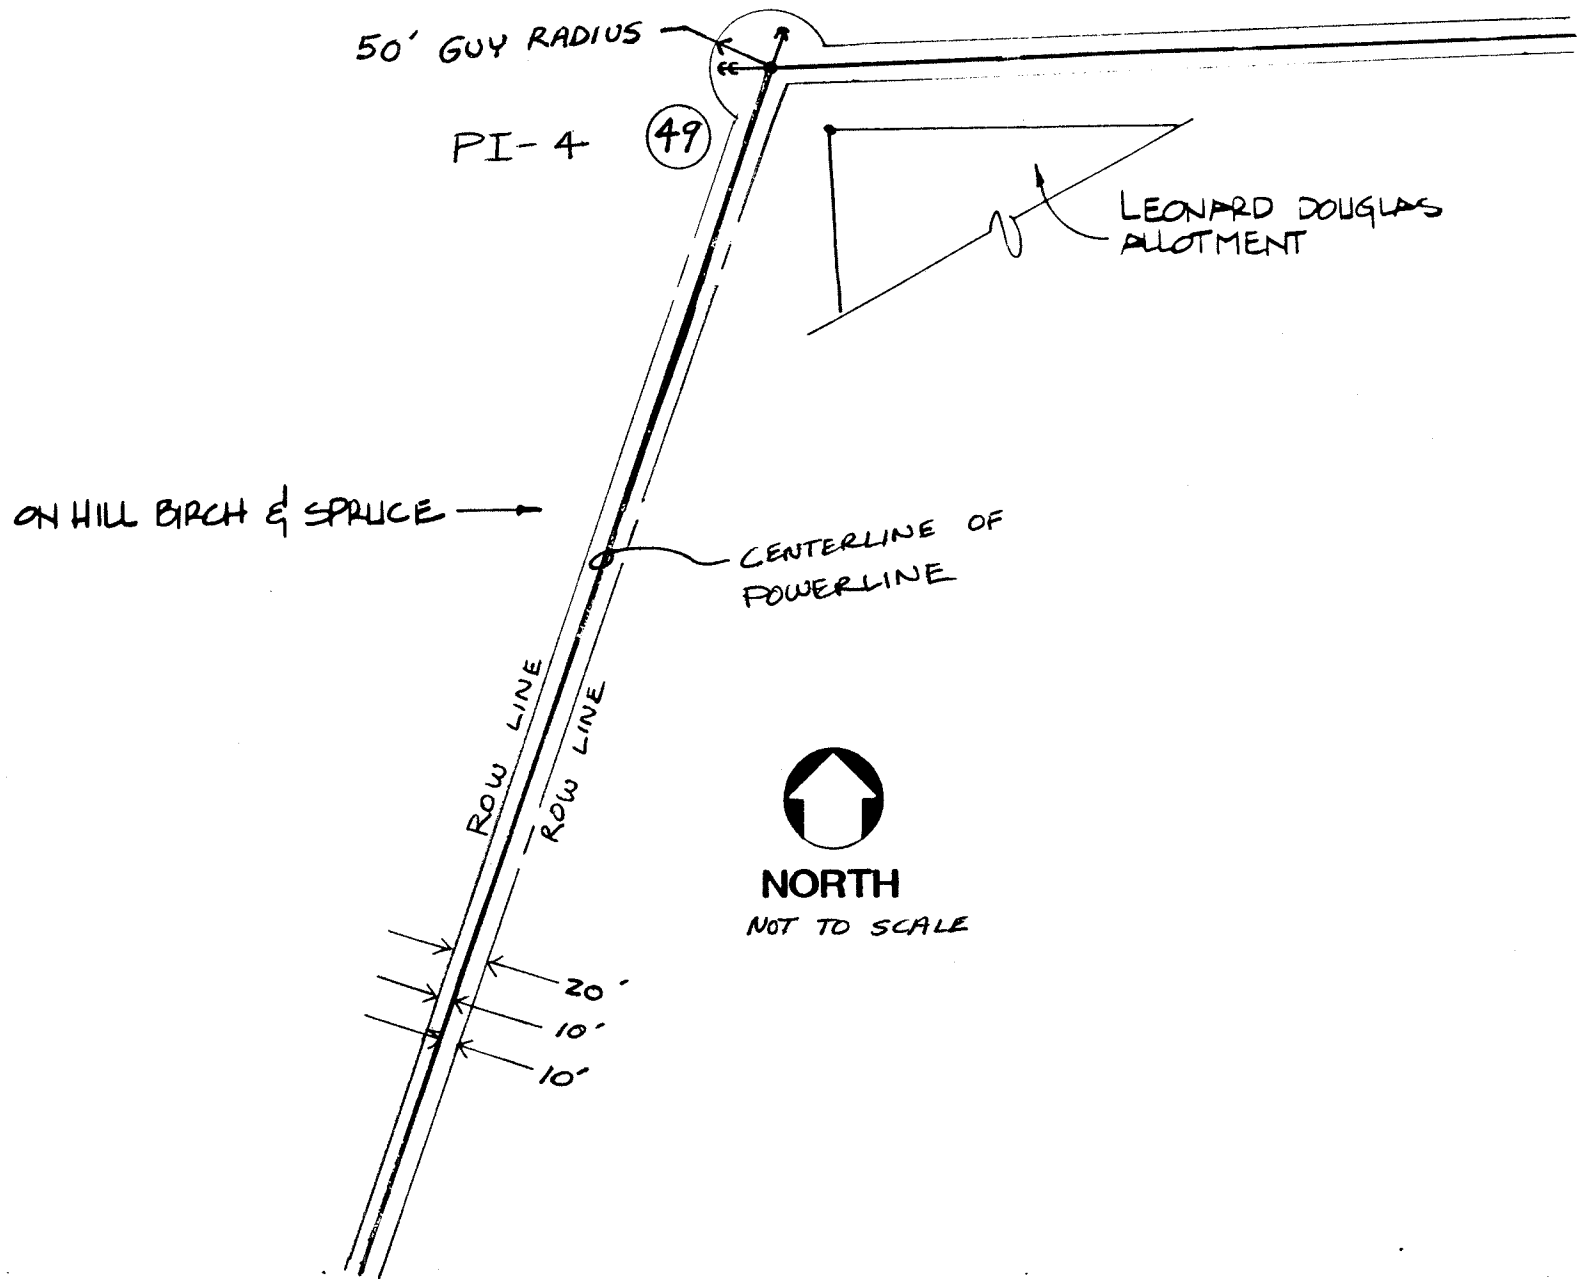 50' GUY RADIUS
PI-4 49
LEONARD DOUGLAS
ALLOTMENT
ON HILL BIRCH & SPRUCE
CENTERLINE OF
POWERLINE
ROW LINE
ROW LINE
NORTH
NOT TO SCALE
20'
10'
10'